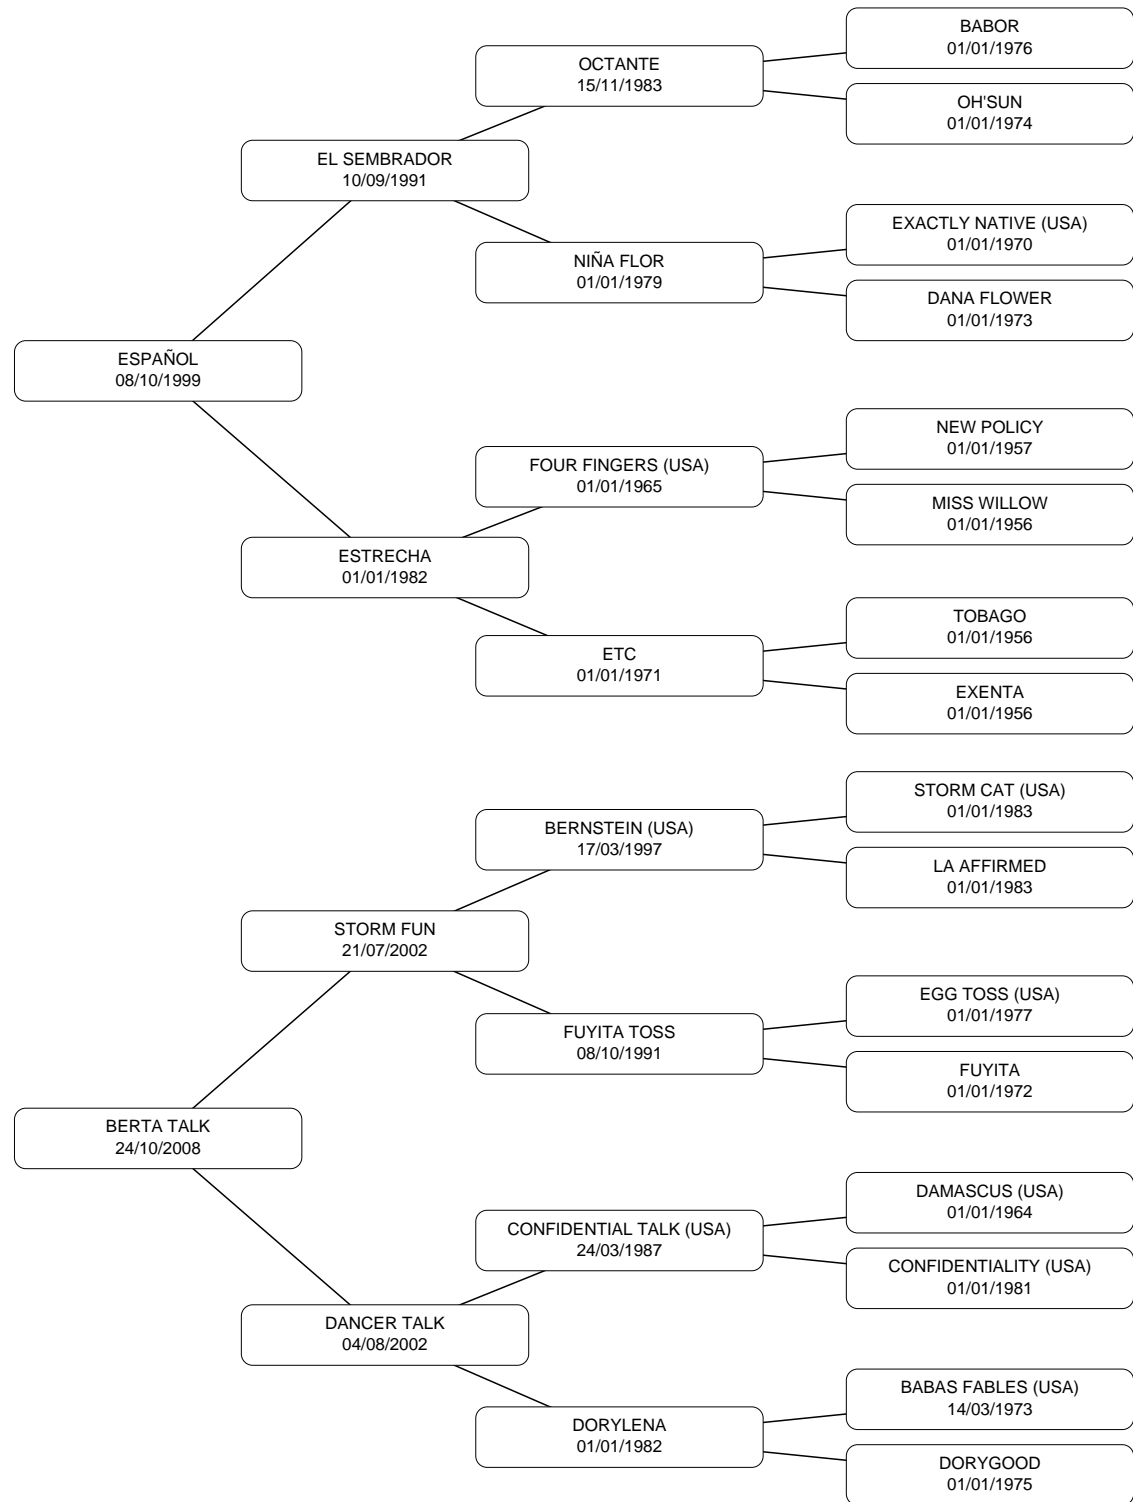 BABOR
01/01/1976
OCTANTE
15/11/1983
OH'SUN
01/01/1974
EL SEMBRADOR
10/09/1991
EXACTLY NATIVE (USA)
01/01/1970
NIÑA FLOR
01/01/1979
DANA FLOWER
01/01/1973
ESPAÑOL
08/10/1999
NEW POLICY
01/01/1957
FOUR FINGERS (USA)
01/01/1965
MISS WILLOW
01/01/1956
ESTRECHA
01/01/1982
TOBAGO
01/01/1956
ETC
01/01/1971
EXENTA
01/01/1956
STORM CAT (USA)
01/01/1983
BERNSTEIN (USA)
17/03/1997
LA AFFIRMED
01/01/1983
STORM FUN
21/07/2002
EGG TOSS (USA)
01/01/1977
FUYITA TOSS
08/10/1991
FUYITA
01/01/1972
BERTA TALK
24/10/2008
DAMASCUS (USA)
01/01/1964
CONFIDENTIAL TALK (USA)
24/03/1987
CONFIDENTIALITY (USA)
01/01/1981
DANCER TALK
04/08/2002
BABAS FABLES (USA)
14/03/1973
DORYLENA
01/01/1982
DORYGOOD
01/01/1975